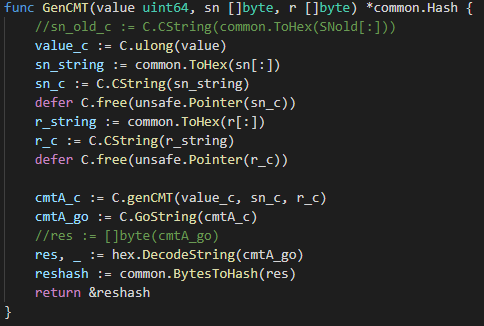 func GenCMT(value uint64, sn []byte, r []byte) *common.Hash {
//sn_old_c := C.CString(common.ToHex(SNold[:]))
value_c := C.ulong(value)
sn_string := common.ToHex(sn[:])
sn_c := C.CString(sn_string)
defer C.free(unsafe.Pointer(sn_c))
r_string := common.ToHex(r[:])
r_c := C.CString(r_string)
defer C.free(unsafe.Pointer(r_c))
cmtA_c := C.genCMT(value_c, sn_c, r_c)
cmtA_go := C.GoString(cmtA_c)
//res := []byte(cmtA_go)
res, _ := hex.DecodeString(cmtA_go)
reshash := common.BytesToHash(res)
return &reshash
}